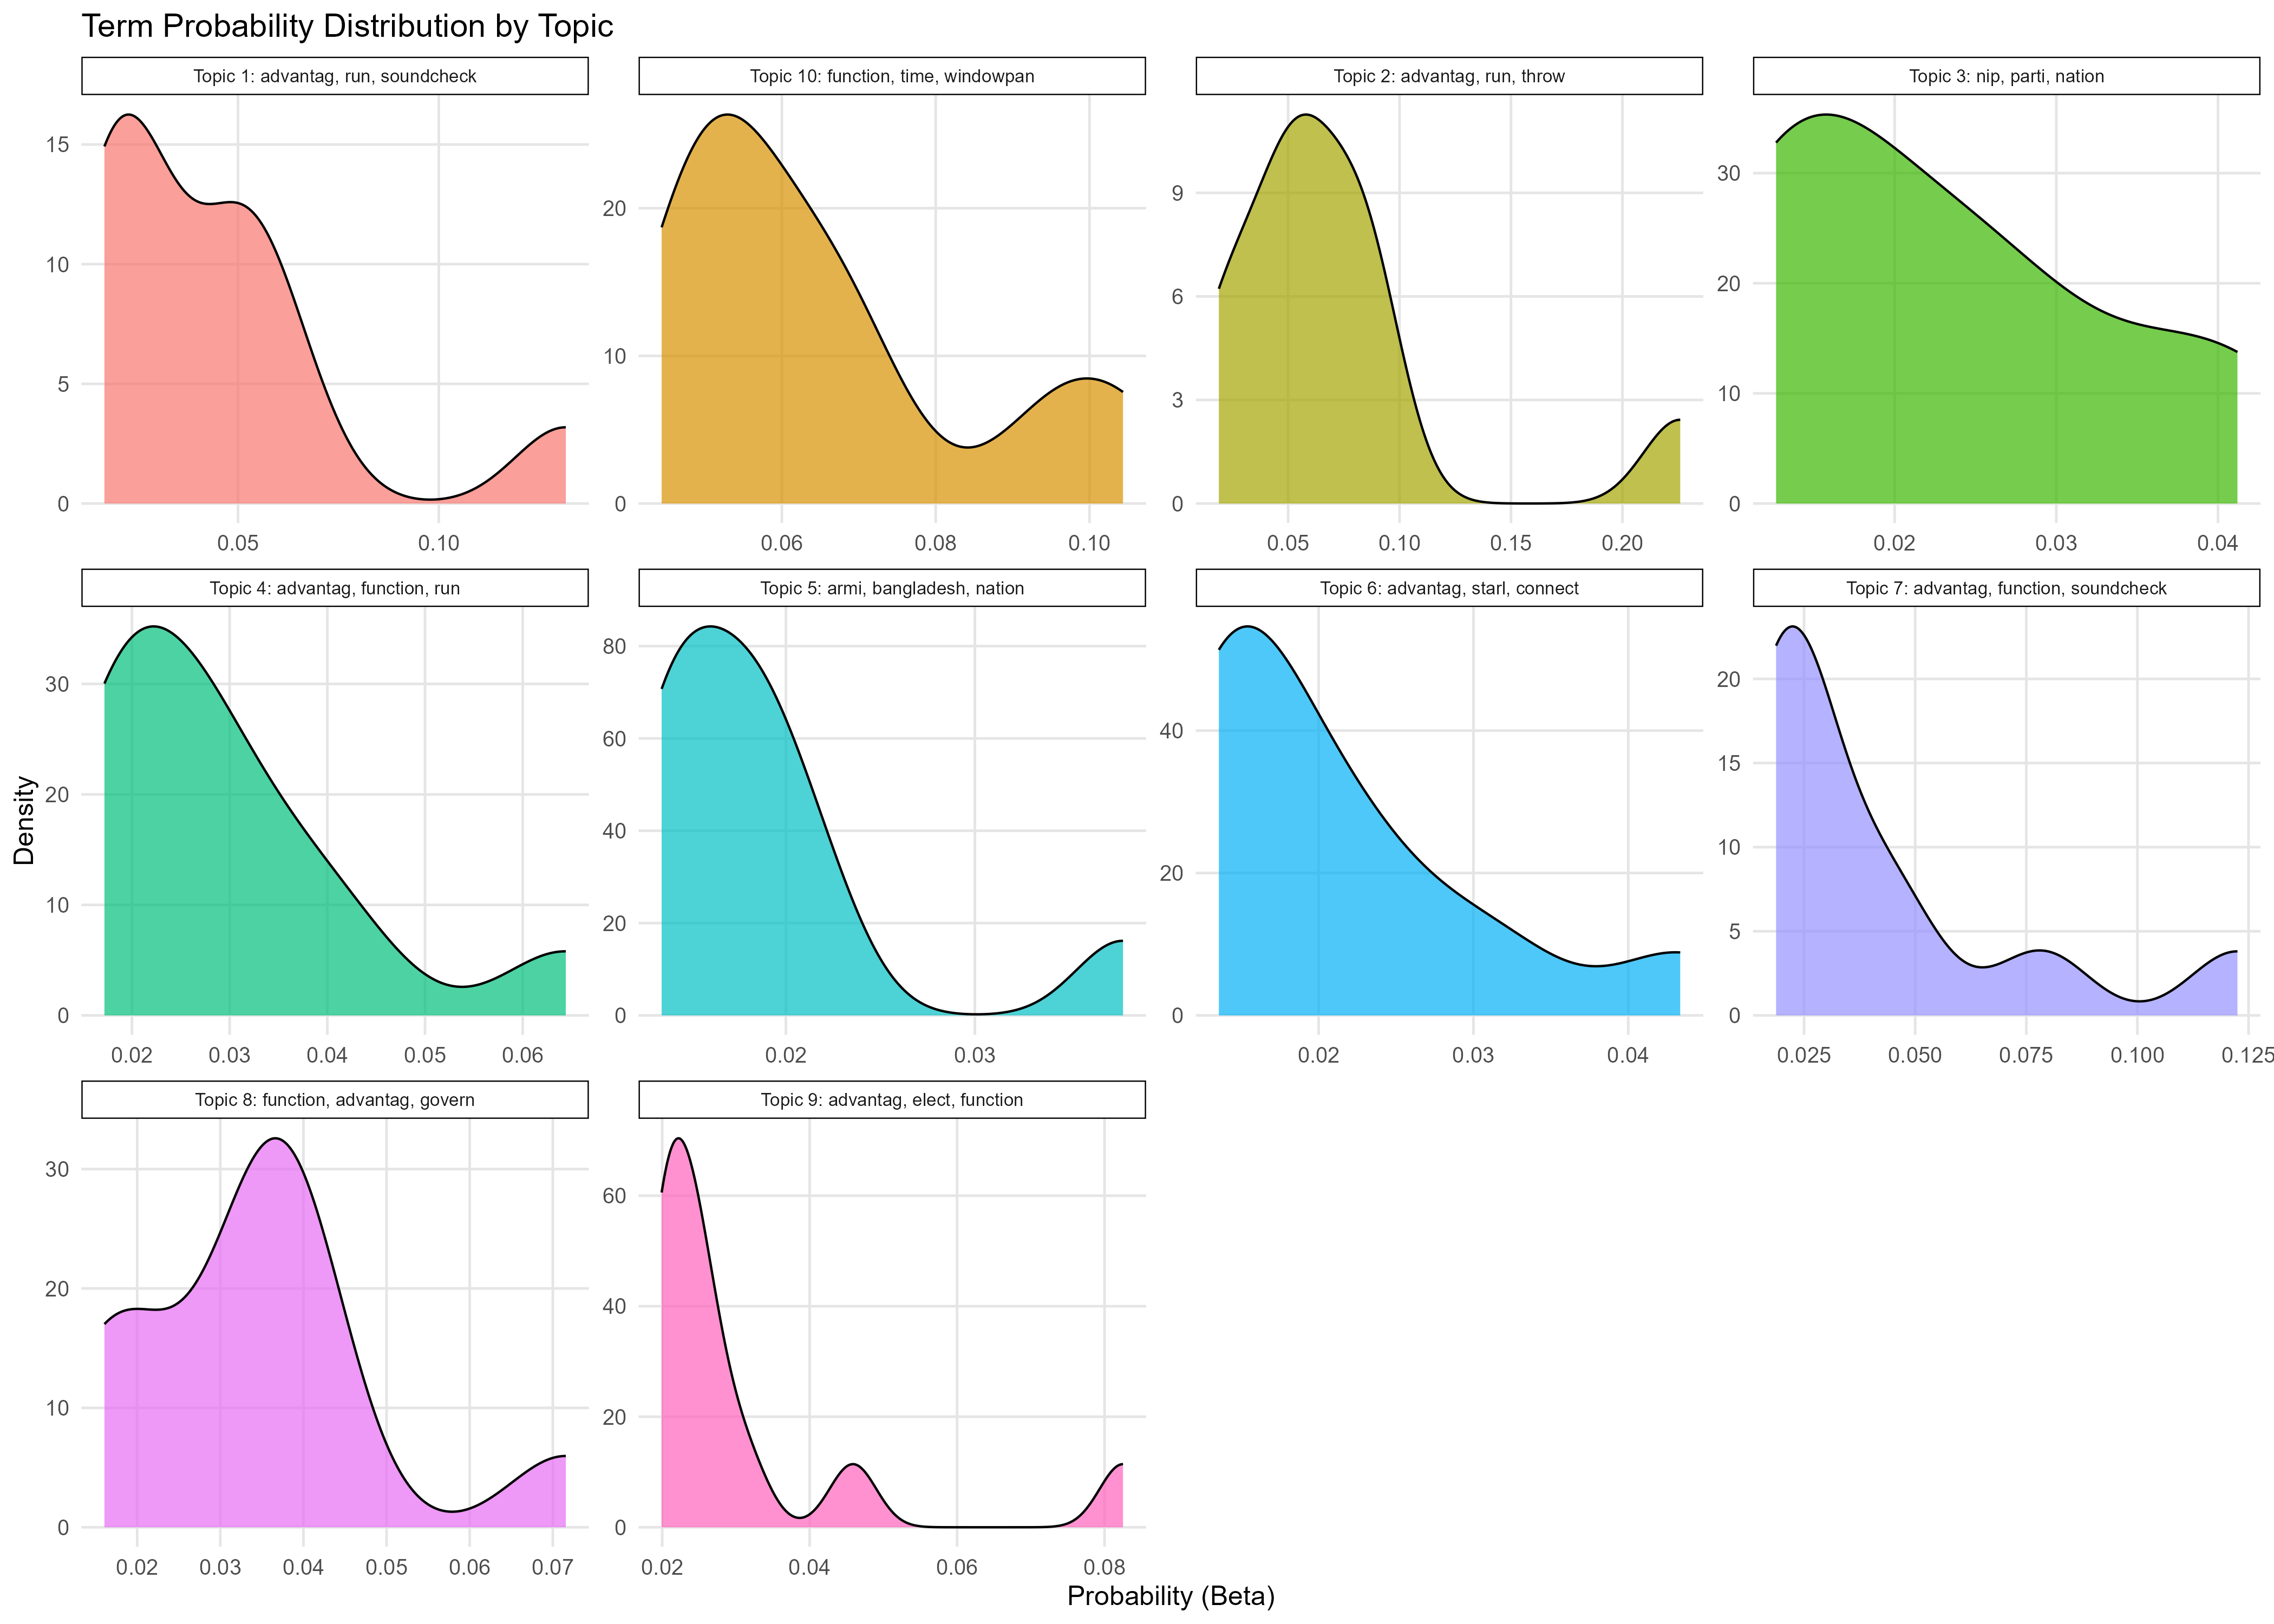 Term Probability Distribution by Topic
Topic 1: advantag, run, soundcheck
Topic 10: function, time, windowpan
Topic 2: advantag, run, throw
Topic 3: nip, parti, nation
15
10
5
0
0.05 0.10
20
10
0
0.06 0.08 0.10
9
6
3
0
0.05 0.10 0.15 0.20
30
20
10
0
0.02 0.03 0.04
Topic 4: advantag, function, run
Topic 5: armi, bangladesh, nation
Topic 6: advantag, starl, connect
Topic 7: advantag, function, soundcheck
Density
30
20
10
0
0.02 0.03 0.04 0.05 0.06
80
60
40
20
0
0.02 0.03
40
20
0
0.02 0.03 0.04
20
15
10
5
0
0.025 0.050 0.075 0.100 0.125
Topic 8: function, advantag, govern
Topic 9: advantag, elect, function
30
20
10
0
0.02 0.03 0.04 0.05 0.06 0.07
60
40
20
0
0.02 0.04 0.06 0.08
Probability (Beta)